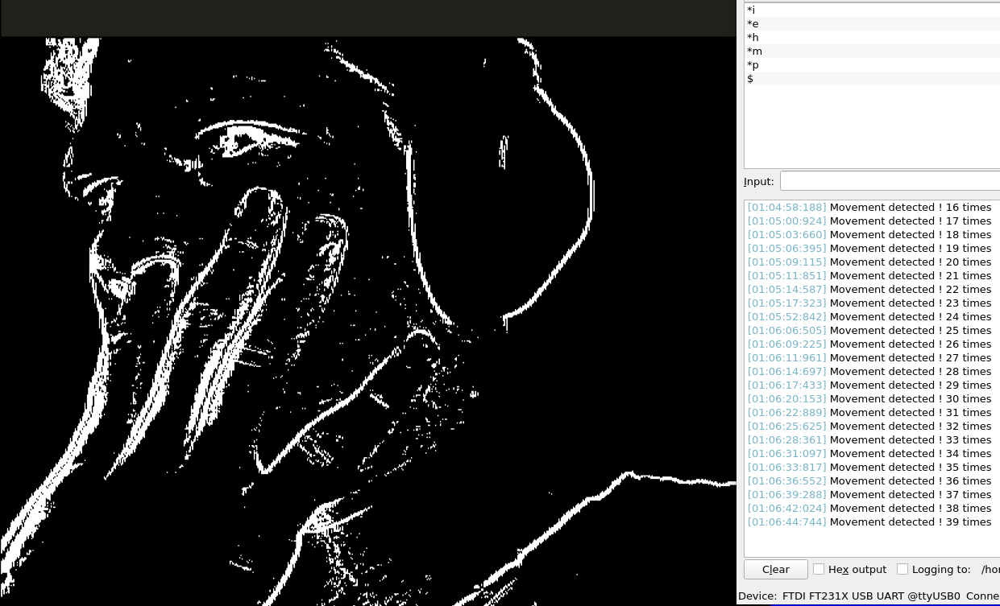 *i
*e
*h
*m
*p
$
Input:
[01:04:58:188] Movement detected ! 16 times
[01:05:00:924] Movement detected ! 17 times
[01:05:03:660] Movement detected ! 18 times
[01:05:06:395] Movement detected ! 19 times
[01:05:09:115] Movement detected ! 20 times
[01:05:11:851] Movement detected ! 21 times
[01:05:14:587] Movement detected ! 22 times
[01:05:17:323] Movement detected ! 23 times
[01:05:52:842] Movement detected ! 24 times
[01:06:06:505] Movement detected ! 25 times
[01:06:09:225] Movement detected ! 26 times
[01:06:11:961] Movement detected ! 27 times
[01:06:14:697] Movement detected ! 28 times
[01:06:17:433] Movement detected ! 29 times
[01:06:20:153] Movement detected ! 30 times
[01:06:22:889] Movement detected ! 31 times
[01:06:25:625] Movement detected ! 32 times
[01:06:28:361] Movement detected ! 33 times
[01:06:31:097] Movement detected ! 34 times
[01:06:33:817] Movement detected ! 35 times
[01:06:36:552] Movement detected ! 36 times
[01:06:39:288] Movement detected ! 37 times
[01:06:42:024] Movement detected ! 38 times
[01:06:44:744] Movement detected ! 39 times
Clear Hex output Logging to: /hor
Device: FTDI FT231X USB UART @ttyUSB0 Conne